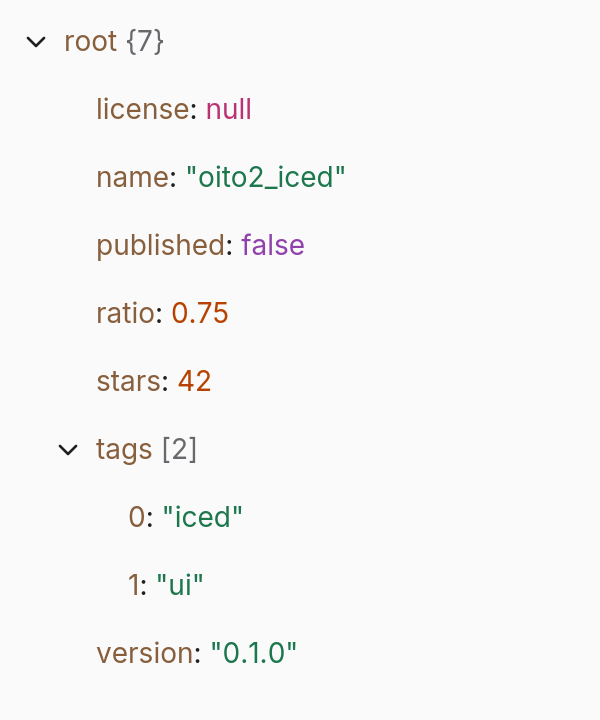 root {7}
license: null
name: "oito2_iced"
published: false
ratio: 0.75
stars: 42
tags [2]
0: "iced"
1: "ui"
version: "0.1.0"